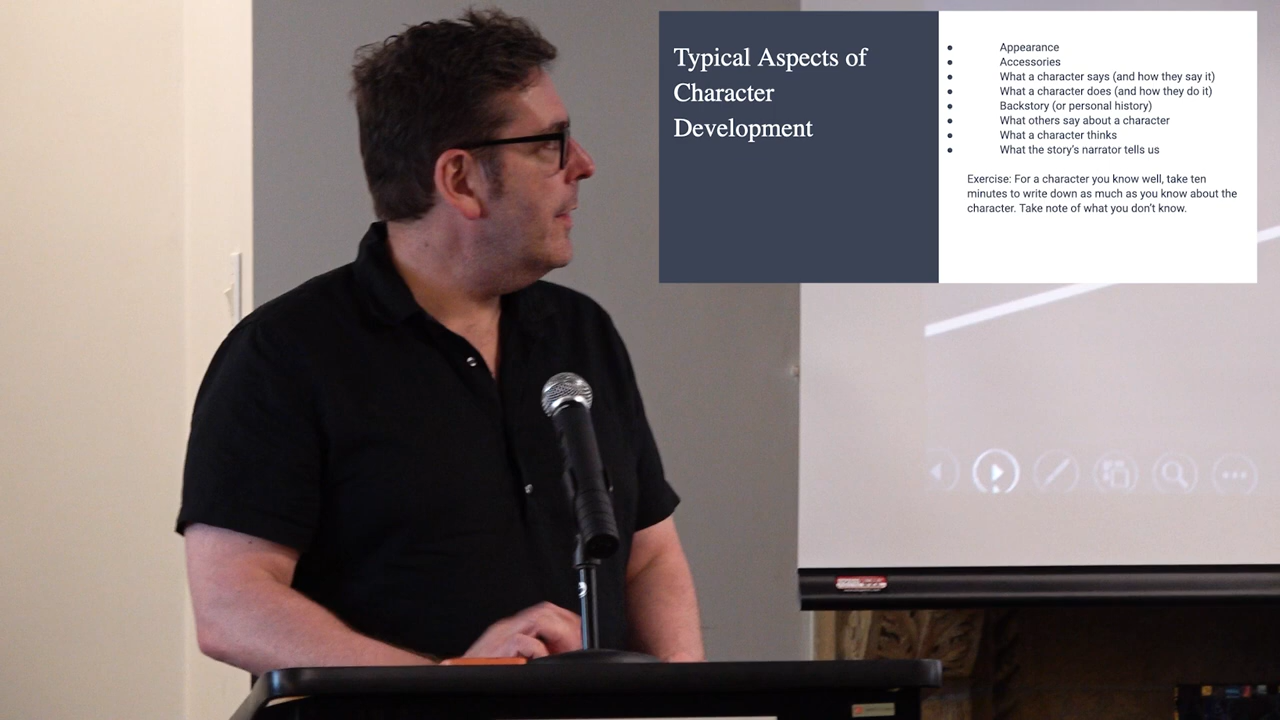 Typical Aspects of
Character
Development
Appearance
Accessories
What a character says (and how they say it)
What a character does (and how they do it)
Backstory (or personal history)
What others say about a character
What a character thinks
What the story's narrator tells us
Exercise: For a character you know well, take ten
minutes to write down as much as you know about the
character. Take note of what you don't know.